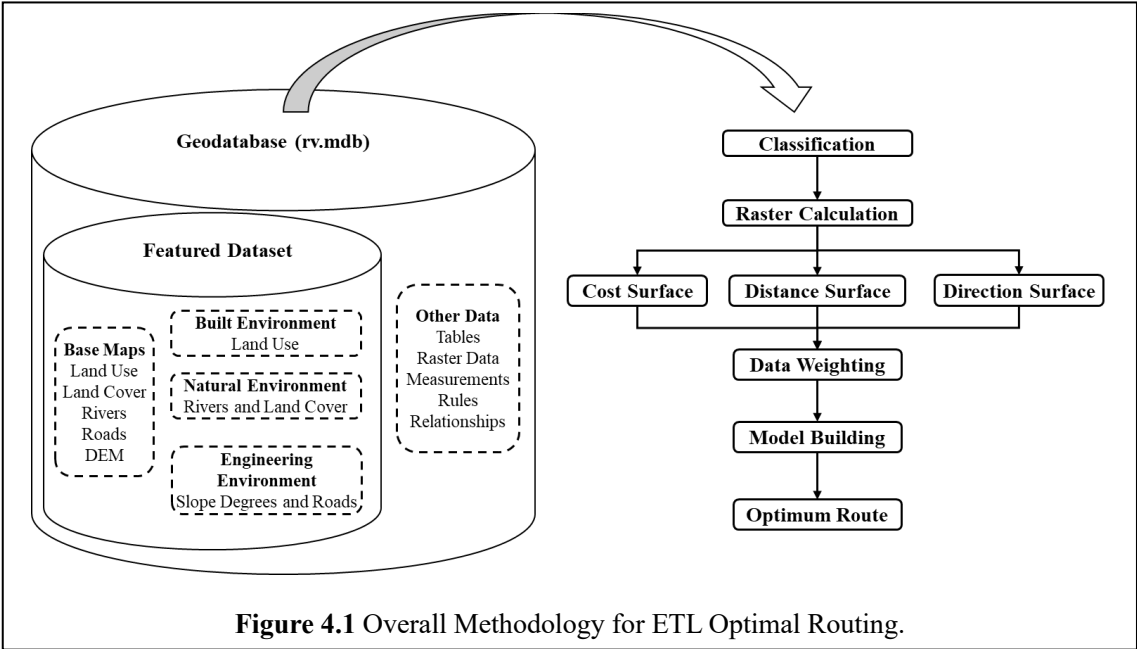 Geodatabase (rv.mdb)
Featured Dataset
Base Maps
Land Use
Land Cover
Rivers
Roads
DEM
Built Environment
Land Use
Natural Environment
Rivers and Land Cover
Engineering
Environment
Slope Degrees and Roads
Other Data
Tables
Raster Data
Measurements
Rules
Relationships
Classification
Raster Calculation
Cost Surface
Distance Surface
Direction Surface
Data Weighting
Model Building
Optimum Route
Figure 4.1 Overall Methodology for ETL Optimal Routing.